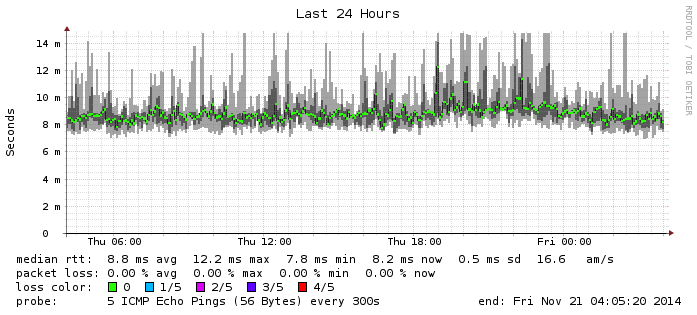 Last 24 Hours
RRDTOOL / TOBI OETIKER
Seconds
14 m
12 m
10 m
8 m
6 m
4 m
2 m
0
Thu 06:00 Thu 12:00 Thu 18:00 Fri 00:00
median rtt: 8.8 ms avg 12.2 ms max 7.8 ms min 8.2 ms now 0.5 ms sd 16.6 am/s
packet loss: 0.00 % avg 0.00 % max 0.00 % min 0.00 % now
loss color: 0 1/5 2/5 3/5 4/5
probe: 5 ICMP Echo Pings (56 Bytes) every 300s end: Fri Nov 21 04:05:20 2014